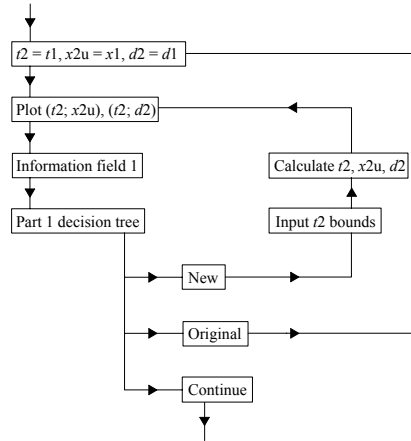 t2 = t1, x2u = x1, d2 = d1
Plot (t2; x2u), (t2; d2)
Information field 1
Calculate t2, x2u, d2
Part 1 decision tree
Input t2 bounds
New
Original
Continue